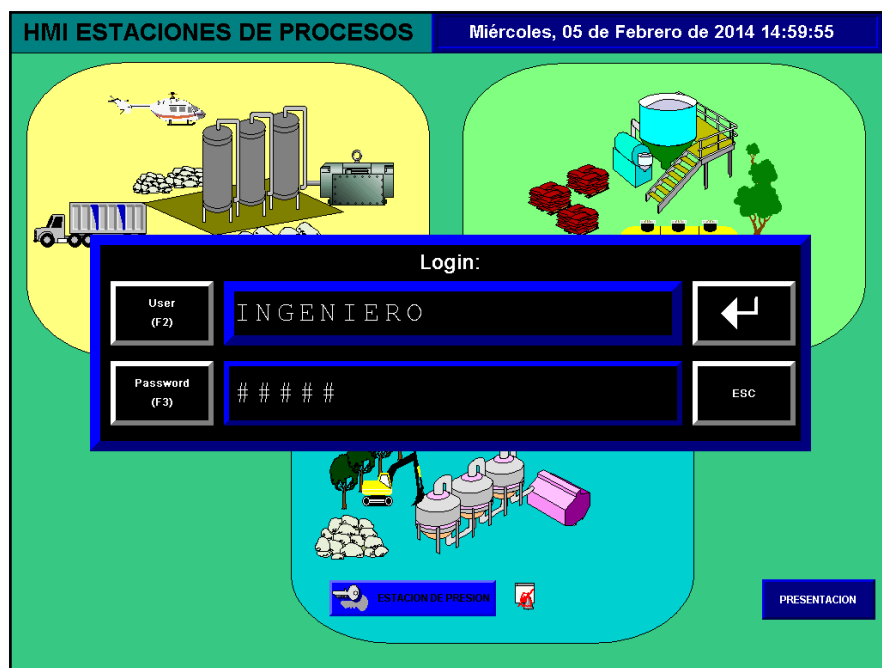 HMI ESTACIONES DE PROCESOS
Miércoles, 05 de Febrero de 2014 14:59:55
Login:
User
(F2)
INGENIERO
Password
(F3)
#####
ESC
ESTACION DE PRESION
PRESENTACION